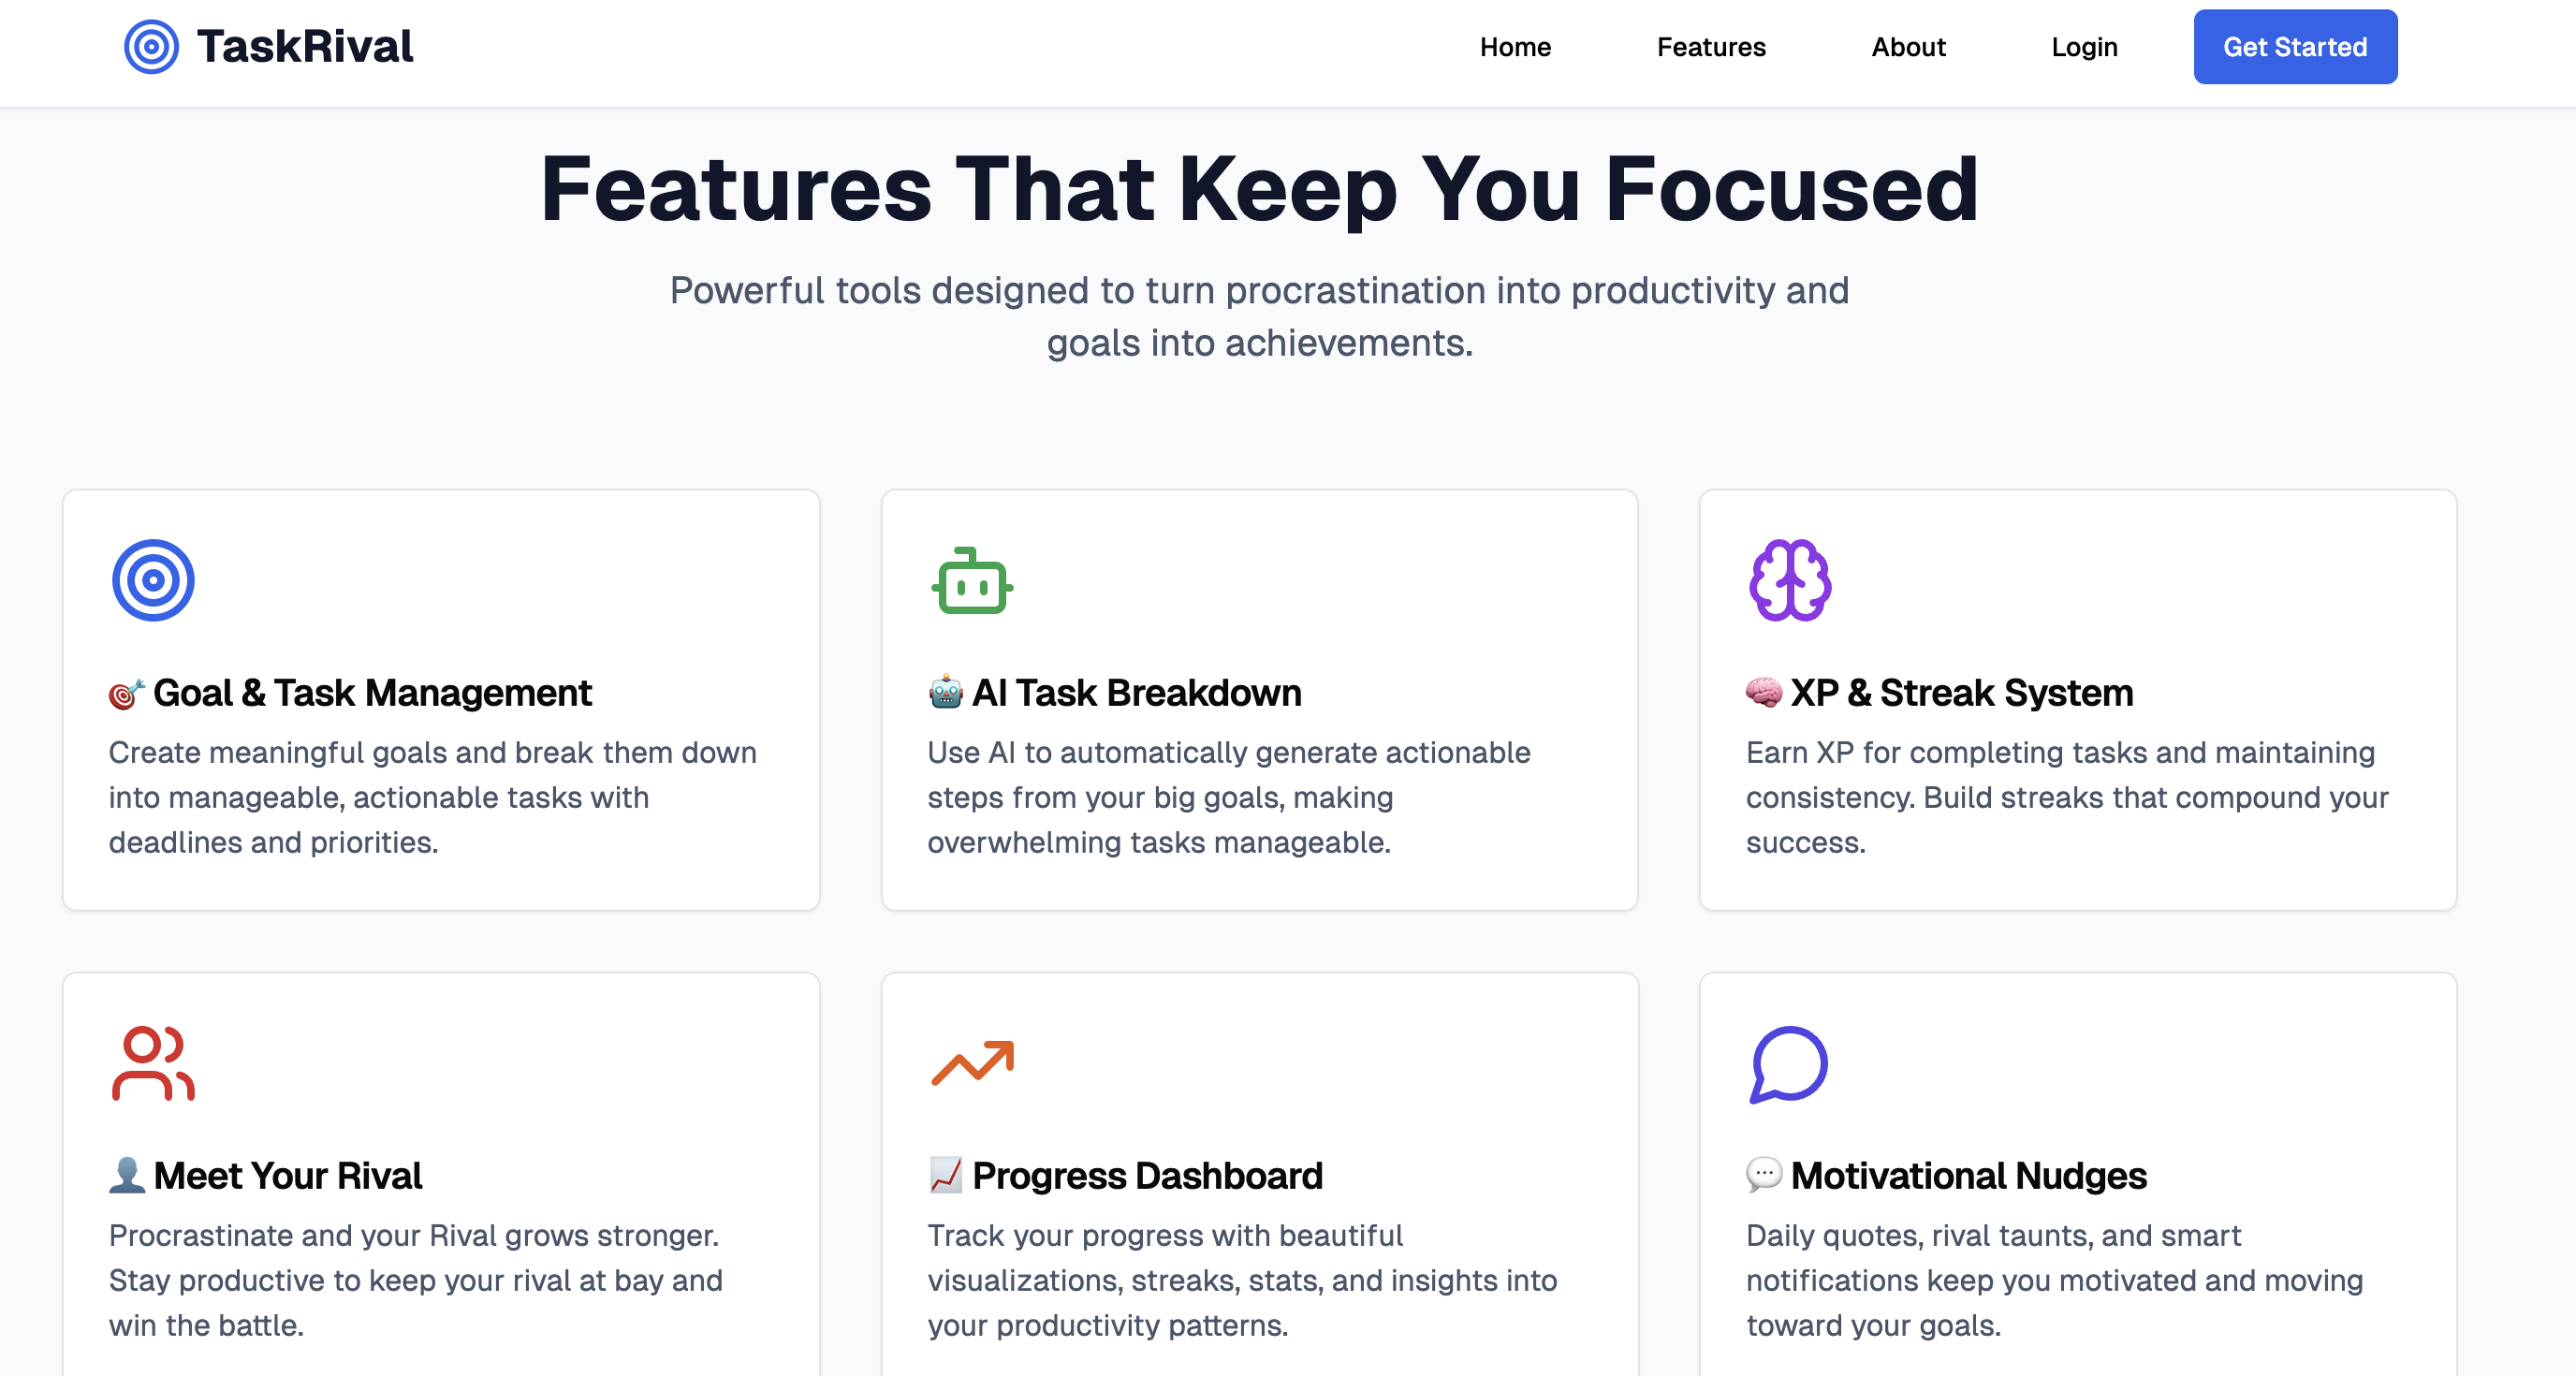 TaskRival
Home
Features
About
Login
Get Started
Features That Keep You Focused
Powerful tools designed to turn procrastination into productivity and
goals into achievements.
🎯 Goal & Task Management
Create meaningful goals and break them down
into manageable, actionable tasks with
deadlines and priorities.
🤖 AI Task Breakdown
Use AI to automatically generate actionable
steps from your big goals, making
overwhelming tasks manageable.
🧠 XP & Streak System
Earn XP for completing tasks and maintaining
consistency. Build streaks that compound your
success.
👤 Meet Your Rival
Procrastinate and your Rival grows stronger.
Stay productive to keep your rival at bay and
win the battle.
📈 Progress Dashboard
Track your progress with beautiful
visualizations, streaks, stats, and insights into
your productivity patterns.
💬 Motivational Nudges
Daily quotes, rival taunts, and smart
notifications keep you motivated and moving
toward your goals.